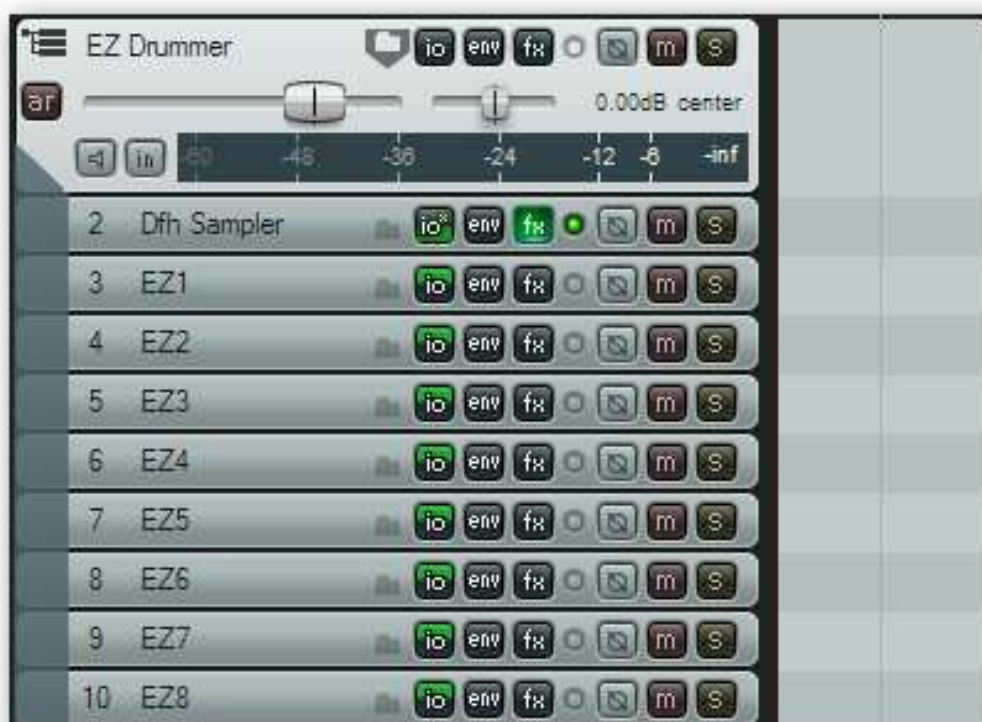 EZ Drummer io env fx m s
ar 0.00dB center
in -60 -48 -36 -24 -12 -6 -inf
2 Dfh Sampler io env fx m s
3 EZ1 io env fx m s
4 EZ2 io env fx m s
5 EZ3 io env fx m s
6 EZ4 io env fx m s
7 EZ5 io env fx m s
8 EZ6 io env fx m s
9 EZ7 io env fx m s
10 EZ8 io env fx m s